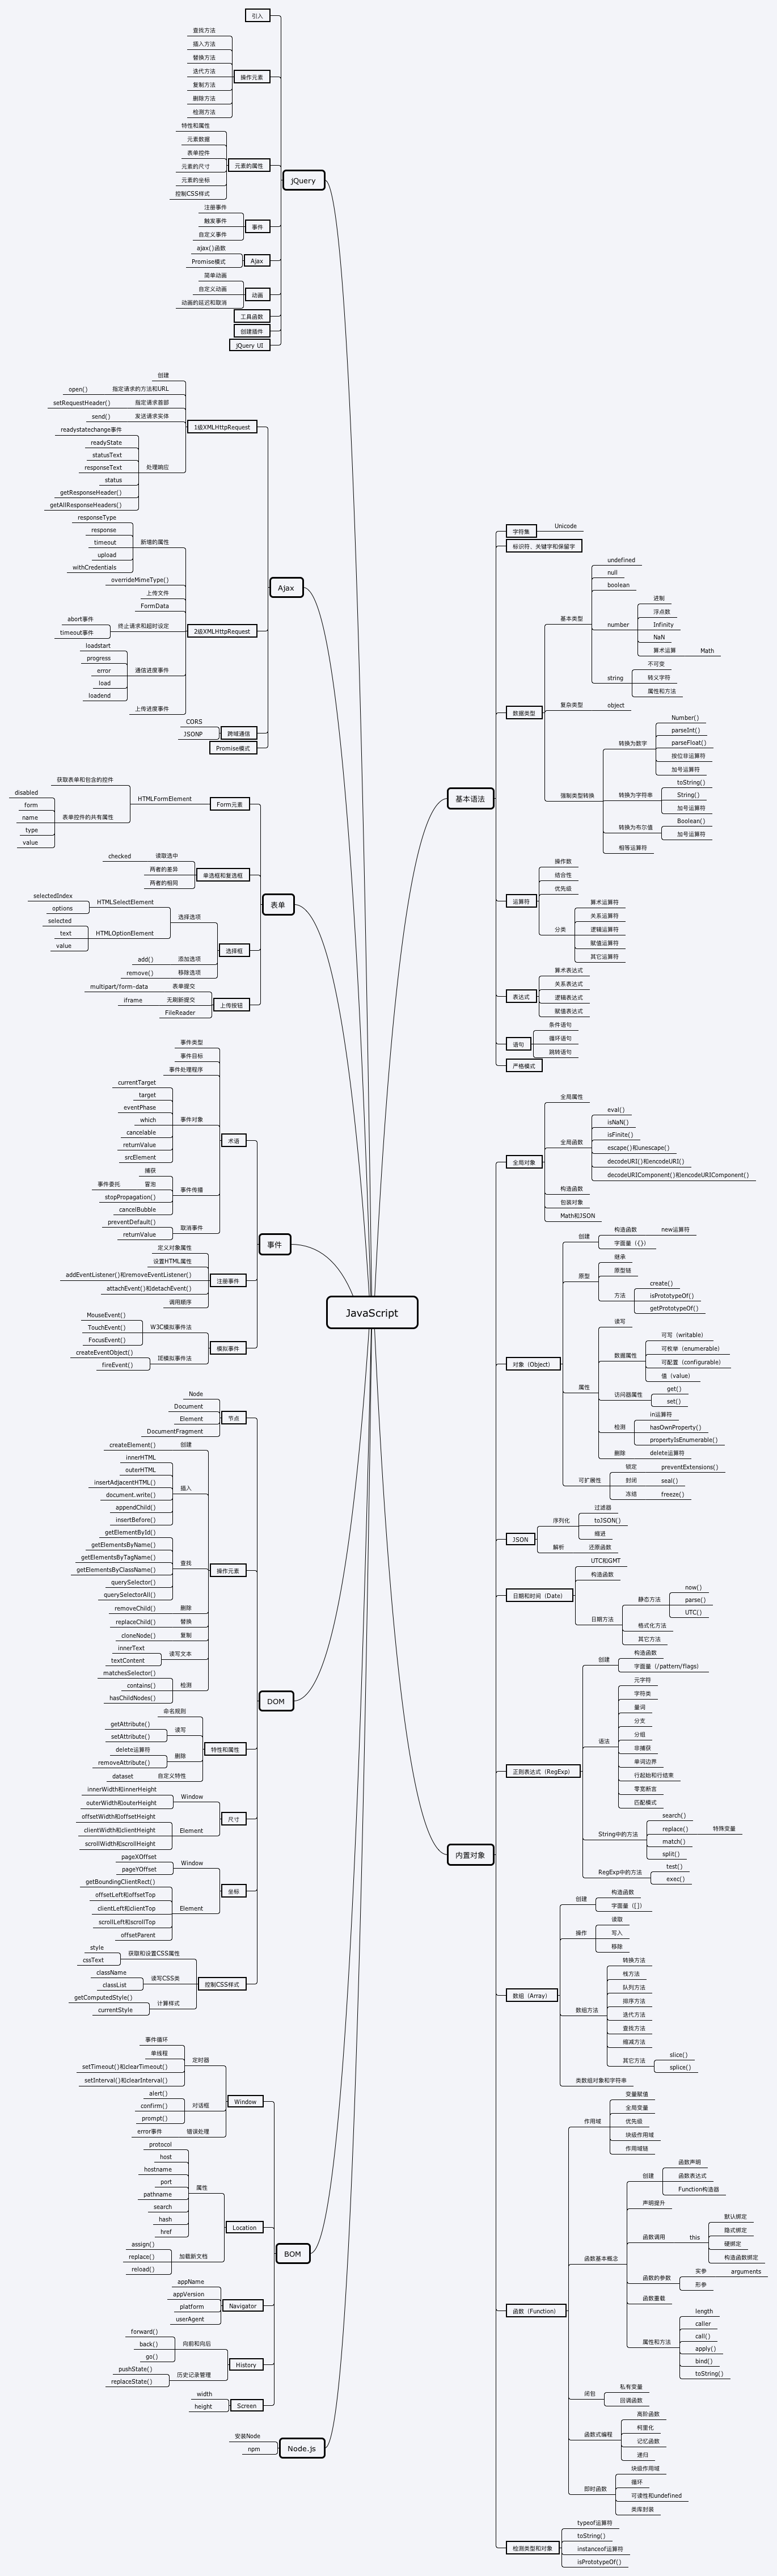 JavaScript
jQuery
引入
操作元素
查找方法
插入方法
替换方法
迭代方法
复制方法
删除方法
检测方法
元素的属性
特性和属性
元素数据
表单控件
元素的尺寸
元素的坐标
控制CSS样式
事件
注册事件
触发事件
自定义事件
Ajax
ajax()函数
Promise模式
动画
简单动画
自定义动画
动画的延迟和取消
工具函数
创建插件
jQuery UI
Ajax
1级XMLHttpRequest
创建
指定请求的方法和URL
open()
指定请求首部
setRequestHeader()
发送请求实体
send()
处理响应
readystatechange事件
readyState
statusText
responseText
status
getResponseHeader()
getAllResponseHeaders()
2级XMLHttpRequest
新增的属性
responseType
response
timeout
upload
withCredentials
overrideMimeType()
上传文件
FormData
终止请求和超时设定
abort事件
timeout事件
通信进度事件
loadstart
progress
error
load
loadend
上传进度事件
跨域通信
CORS
JSONP
Promise模式
表单
Form元素
HTMLFormElement
获取表单和包含的控件
表单控件的共有属性
disabled
form
name
type
value
单选框和复选框
读取选中
checked
两者的差异
两者的相同
选择框
选择选项
HTMLSelectElement
selectedIndex
options
HTMLOptionElement
selected
text
value
添加选项
add()
移除选项
remove()
上传按钮
表单提交
multipart/form-data
无刷新提交
iframe
FileReader
事件
术语
事件类型
事件目标
事件处理程序
事件对象
currentTarget
target
eventPhase
which
cancelable
returnValue
srcElement
事件传播
捕获
冒泡
事件委托
stopPropagation()
cancelBubble
取消事件
preventDefault()
returnValue
注册事件
定义对象属性
设置HTML属性
addEventListener()和removeEventListener()
attachEvent()和detachEvent()
调用顺序
模拟事件
W3C模拟事件法
MouseEvent()
TouchEvent()
FocusEvent()
顶模拟事件法
createEventObject()
fireEvent()
DOM
节点
Node
Document
Element
DocumentFragment
操作元素
创建
createElement()
插入
innerHTML
outerHTML
insertAdjacentHTML()
document.write()
appendChild()
insertBefore()
查找
getElementById()
getElementsByName()
getElementsByTagName()
getElementsByClassName()
querySelector()
querySelectorAll()
删除
removeChild()
替换
replaceChild()
复制
cloneNode()
读写文本
innerText
textContent
检测
matchesSelector()
contains()
hasChildNodes()
特性和属性
命名规则
读写
getAttribute()
setAttribute()
删除
delete运算符
removeAttribute()
自定义特性
dataset
尺寸
Window
innerWidth和innerHeight
outerWidth和outerHeight
Element
offsetWidth和offsetHeight
clientWidth和clientHeight
scrollWidth和scrollHeight
坐标
Window
pageXOffset
pageYOffset
Element
getBoundingClientRect()
offsetLeft和offsetTop
clientLeft和clientTop
scrollLeft和scrollTop
offsetParent
控制CSS样式
获取和设置CSS属性
style
cssText
读写CSS类
className
classList
计算样式
getComputedStyle()
currentStyle
BOM
Window
定时器
事件循环
单线程
setTimeout()和clearTimeout()
setInterval()和clearInterval()
对话框
alert()
confirm()
prompt()
错误处理
error事件
Location
属性
protocol
host
hostname
port
pathname
search
hash
href
加载新文档
assign()
replace()
reload()
Navigator
appName
appVersion
platform
userAgent
History
向前和向后
forward()
back()
go()
历史记录管理
pushState()
replaceState()
Screen
width
height
Node.js
安装Node
npm
基本语法
字符集
Unicode
标识符、关键字和保留字
数据类型
基本类型
undefined
null
boolean
number
进制
浮点数
Infinity
NaN
算术运算
Math
string
不可变
转义字符
属性和方法
复杂类型
object
强制类型转换
转换为数字
Number()
parseInt()
parseFloat()
按位非运算符
加号运算符
转换为字符串
toString()
String()
加号运算符
转换为布尔值
Boolean()
加号运算符
相等运算符
运算符
操作数
结合性
优先级
分类
算术运算符
关系运算符
逻辑运算符
赋值运算符
其它运算符
表达式
算术表达式
关系表达式
逻辑表达式
赋值表达式
语句
条件语句
循环语句
跳转语句
严格模式
内置对象
全局对象
全局属性
全局函数
eval()
isNaN()
isFinite()
escape()和unescape()
decodeURI()和encodeURI()
decodeURIComponent()和encodeURIComponent()
构造函数
包装对象
Math和JSON
对象（Object）
创建
构造函数
new运算符
字面量（{}）
原型
继承
原型链
方法
create()
isPrototypeOf()
getPrototypeOf()
属性
读写
数据属性
可写（writable）
可枚举（enumerable）
可配置（configurable）
值（value）
访问器属性
get()
set()
检测
in运算符
hasOwnProperty()
propertyIsEnumerable()
删除
delete运算符
可扩展性
锁定
preventExtensions()
封闭
seal()
冻结
freeze()
JSON
序列化
过滤器
toJSON()
缩进
解析
还原函数
日期和时间（Date）
UTC和GMT
构造函数
日期方法
静态方法
now()
parse()
UTC()
格式化方法
其它方法
正则表达式（RegExp）
创建
构造函数
字面量（/pattern/flags）
语法
元字符
字符类
量词
分支
分组
非捕获
单词边界
行起始和行结束
零宽断言
匹配模式
String中的方法
search()
replace()
特殊变量
match()
split()
RegExp中的方法
test()
exec()
数组（Array）
创建
构造函数
字面量（[]）
操作
读取
写入
移除
数组方法
转换方法
栈方法
队列方法
排序方法
迭代方法
查找方法
缩减方法
其它方法
slice()
splice()
类数组对象和字符串
函数（Function）
作用域
变量赋值
全局变量
优先级
块级作用域
作用域链
函数基本概念
创建
函数声明
函数表达式
Function构造器
声明提升
函数调用
this
默认绑定
隐式绑定
硬绑定
构造函数绑定
函数的参数
实参
arguments
形参
函数重载
属性和方法
length
caller
call()
apply()
bind()
toString()
闭包
私有变量
回调函数
函数式编程
高阶函数
柯里化
记忆函数
递归
即时函数
块级作用域
循环
可读性和undefined
类库封装
检测类型和对象
typeof运算符
toString()
instanceof运算符
isPrototypeOf()